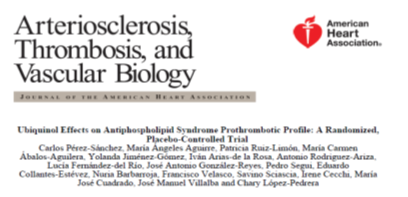 Arteriosclerosis,
Thrombosis, and
Vascular Biology
JOURNAL OF THE AMERICAN HEART ASSOCIATION
American
Heart
Association®
Ubiquinol Effects on Antiphospholipid Syndrome Prothrombotic Profile: A Randomized,
Placebo-Controlled Trial
Carlos Pérez-Sánchez, María Ángeles Aguirre, Patricia Ruiz-Limón, María Carmen
Ábalos-Aguilera, Yolanda Jiménez-Gómez, Iván Arias-de la Rosa, Antonio Rodriguez-Ariza,
Lucía Fernández-del Río, José Antonio González-Reyes, Pedro Segui, Eduardo
Collantes-Estévez, Nuria Barbarroja, Francisco Velasco, Savino Sciascia, Irene Cecchi, María
José Cuadrado, José Manuel Villalba and Chary López-Pedrera